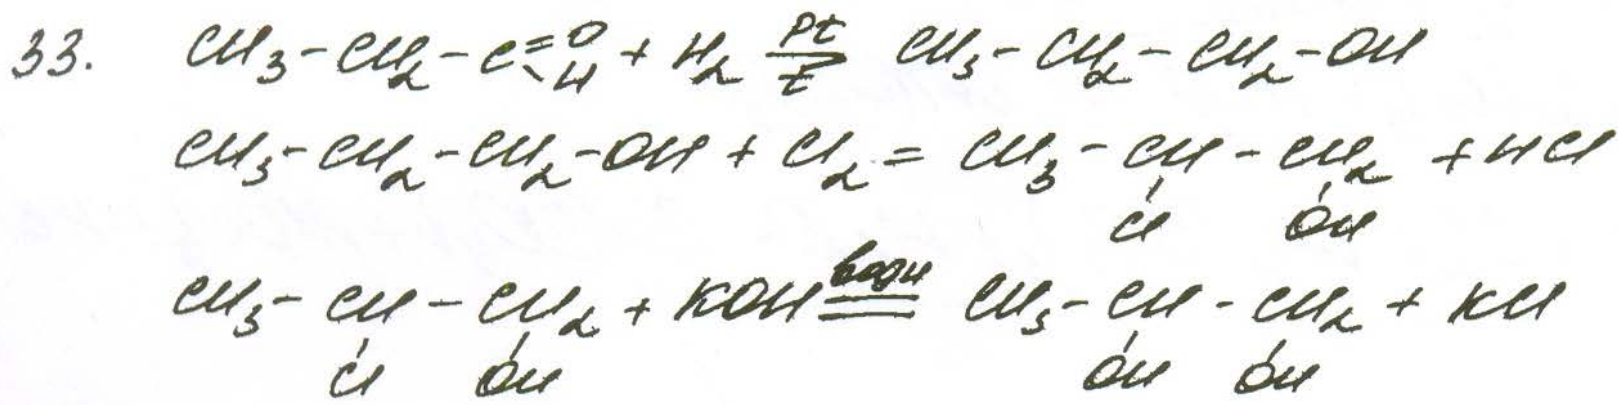 33. CH₃-CH₂-C=O-H + H₂ Pt t CH₃-CH₂-CH₂-OH
CH₃-CH₂-CH₂-OH + Cl₂ = CH₃-CH-CH₂ + HCl
Cl OH
CH₃-CH-CH₂ + KOH водн CH₃-CH-CH₂ + KCl
Cl OH OH OH